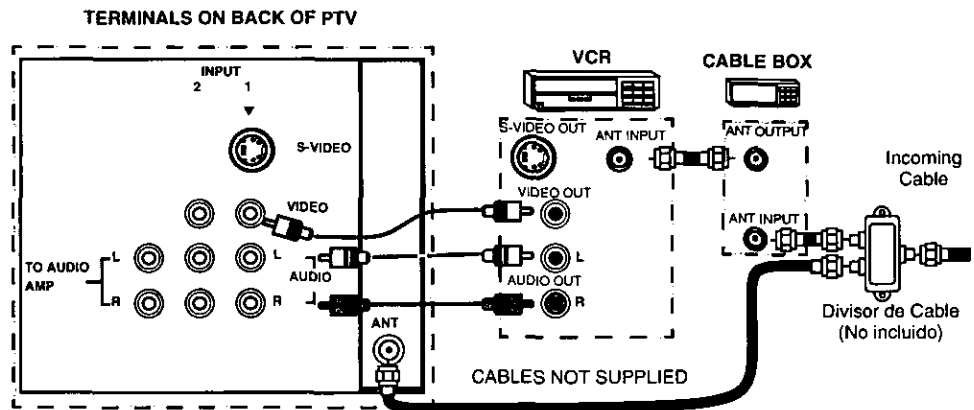 TERMINALS ON BACK OF PTV
INPUT
2 1
S-VIDEO
VIDEO
L
L
TO AUDIO
AMP
AUDIO
R
R
ANT
VCR
S-VIDEO OUT
ANT INPUT
VIDEO OUT
L
AUDIO OUT
R
CABLE BOX
ANT OUTPUT
ANT INPUT
Incoming
Cable
Divisor de Cable
(No incluido)
CABLES NOT SUPPLIED